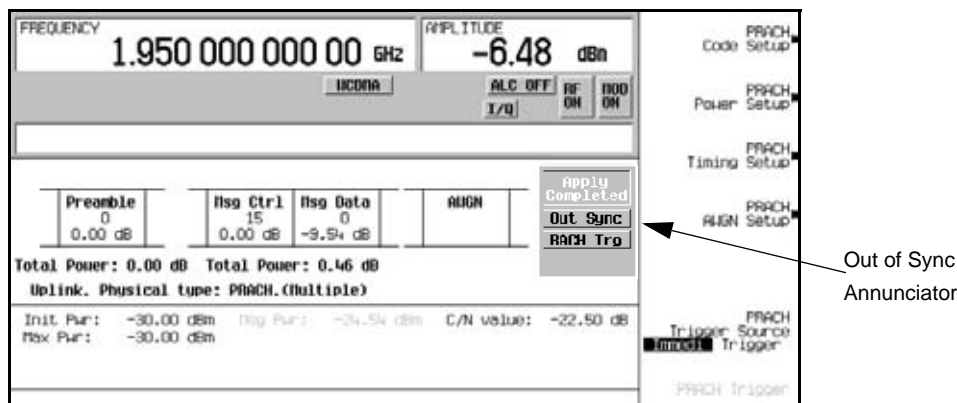 FREQUENCY
1.950 000 000 00 GHz
AMPLITUDE
-6.48 dBm
WCDMA
ALC OFF
I/Q
RF ON
MOD ON
PRACH
Code Setup
PRACH
Power Setup
PRACH
Timing Setup
PRACH
AWGN Setup
Preamble
0
0.00 dB
Msg Ctrl
15
0.00 dB
Msg Data
0
-9.54 dB
AWGN
Apply
Completed
Out Sync
RACH Trg
Total Power: 0.00 dB Total Power: 0.46 dB
Uplink. Physical type: PRACH.(Multiple)
Init Pwr: -30.00 dBm Msg Pwr: -24.54 dBm C/N value: -22.50 dB
Max Pwr: -30.00 dBm
PRACH
Trigger Source
Immedi Trigger
PRACH Trigger
Out of Sync
Annunciator